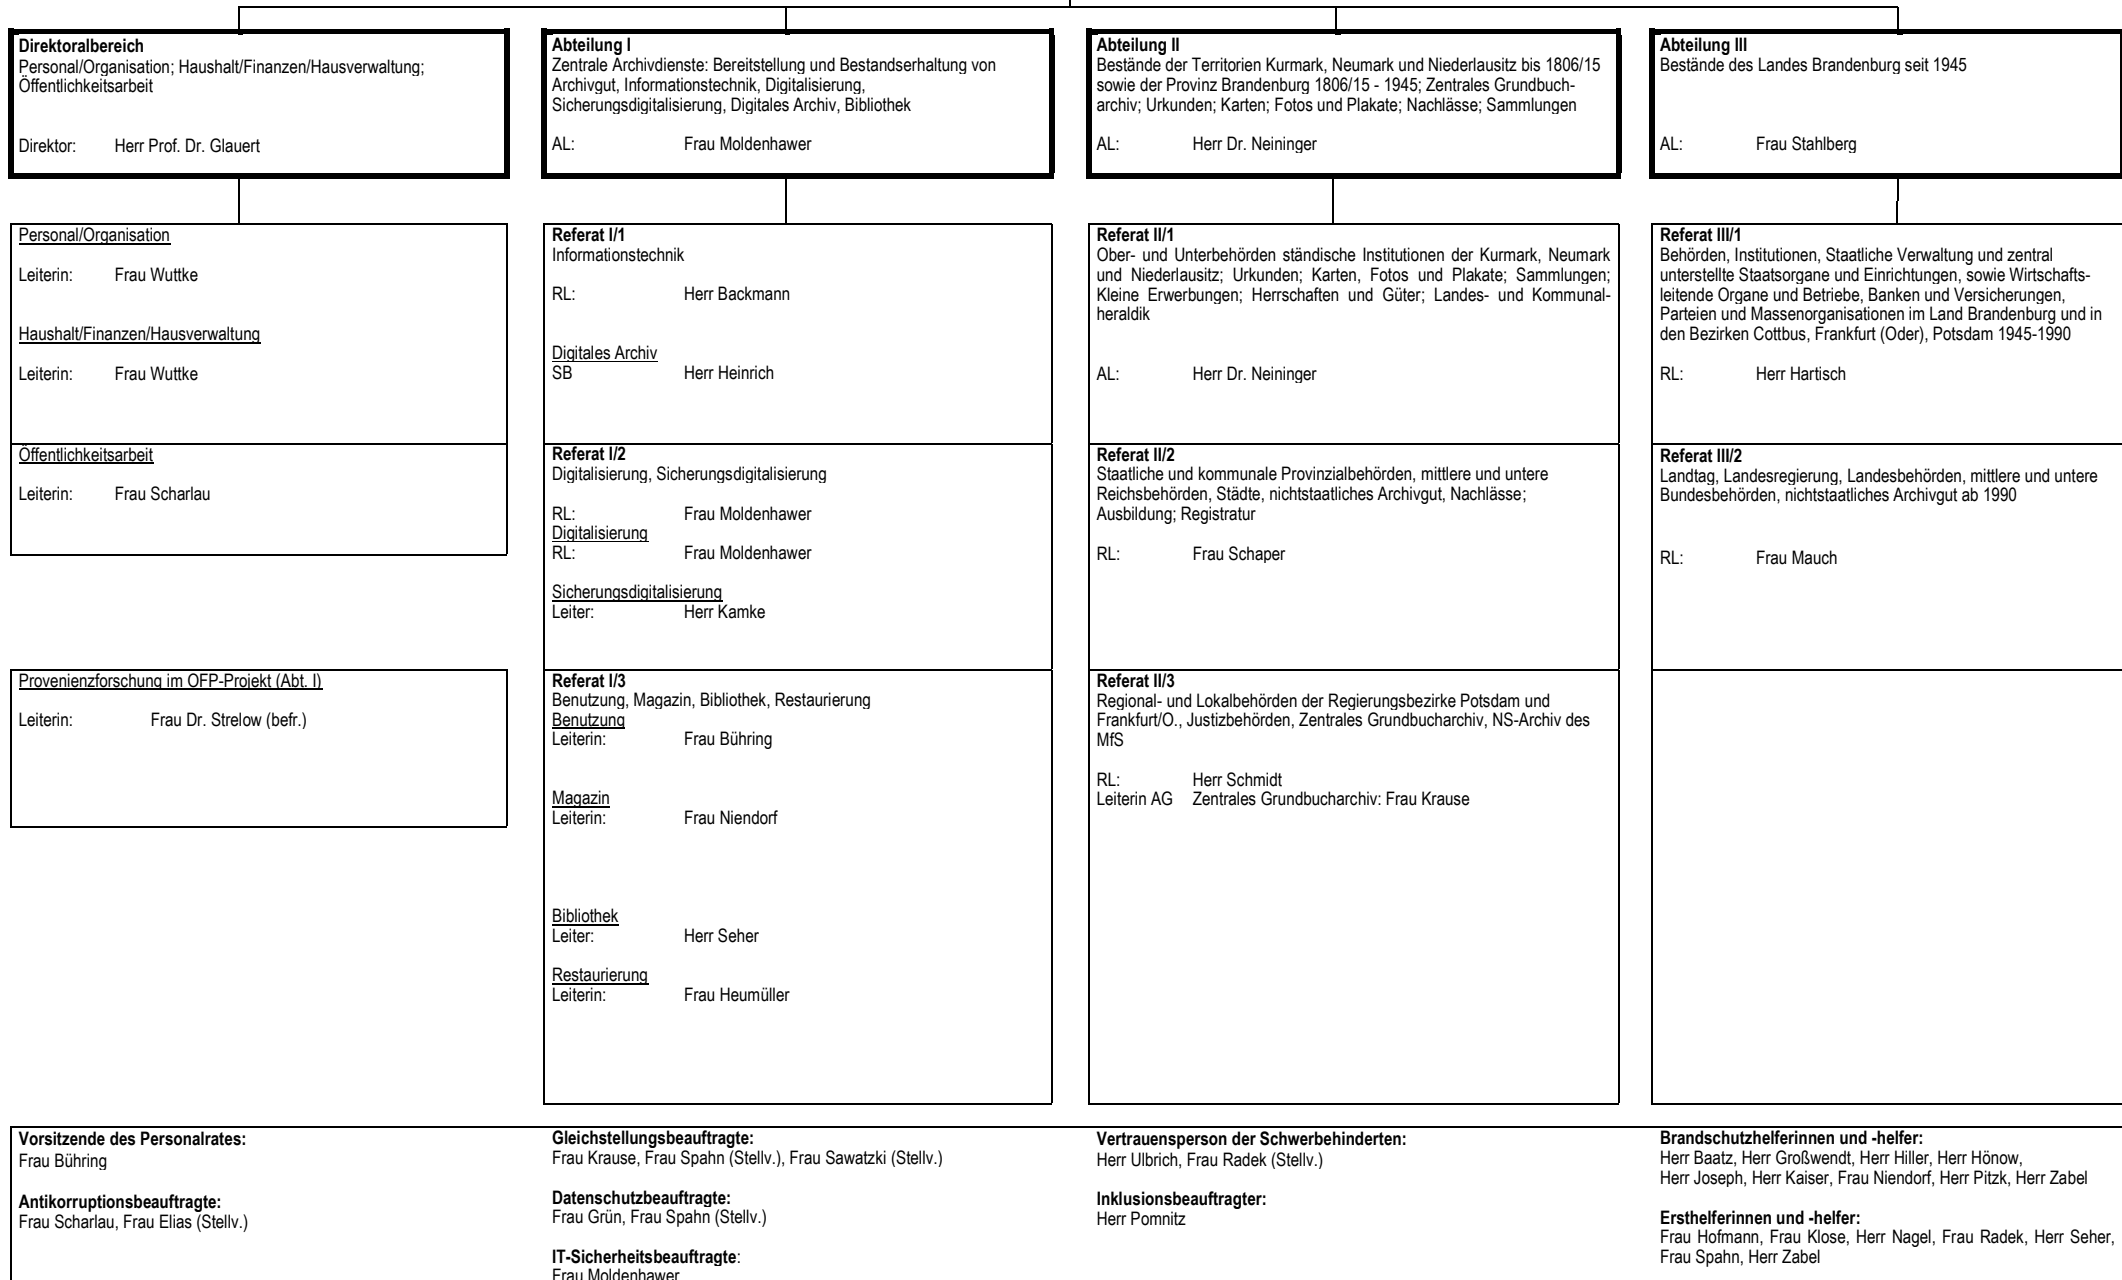 Direktoralbereich
Personal/Organisation; Haushalt/Finanzen/Hausverwaltung;
Öffentlichkeitsarbeit
Direktor: Herr Prof. Dr. Glauert
Abteilung I
Zentrale Archivdienste: Bereitstellung und Bestandserhaltung von
Archivgut, Informationstechnik, Digitalisierung,
Sicherungsdigitalisierung, Digitales Archiv, Bibliothek
AL: Frau Moldenhawer
Abteilung II
Bestände der Territorien Kurmark, Neumark und Niederlausitz bis 1806/15
sowie der Provinz Brandenburg 1806/15 - 1945; Zentrales Grundbuch-
archiv; Urkunden; Karten; Fotos und Plakate; Nachlässe; Sammlungen
AL: Herr Dr. Neininger
Abteilung III
Bestände des Landes Brandenburg seit 1945
AL: Frau Stahlberg
Personal/Organisation
Leiterin: Frau Wuttke
Haushalt/Finanzen/Hausverwaltung
Leiterin: Frau Wuttke
Öffentlichkeitsarbeit
Leiterin: Frau Scharlau
Provenienzforschung im OFP-Projekt (Abt. I)
Leiterin: Frau Dr. Strelow (befr.)
Referat I/1
Informationstechnik
RL: Herr Backmann
Digitales Archiv
SB Herr Heinrich
Referat I/2
Digitalisierung, Sicherungsdigitalisierung
RL: Frau Moldenhawer
Digitalisierung
RL: Frau Moldenhawer
Sicherungsdigitalisierung
Leiter: Herr Kamke
Referat I/3
Benutzung, Magazin, Bibliothek, Restaurierung
Benutzung
Leiterin: Frau Bühring
Magazin
Leiterin: Frau Niendorf
Bibliothek
Leiter: Herr Seher
Restaurierung
Leiterin: Frau Heumüller
Referat II/1
Ober- und Unterbehörden ständische Institutionen der Kurmark, Neumark
und Niederlausitz; Urkunden; Karten, Fotos und Plakate; Sammlungen;
Kleine Erwerbungen; Herrschaften und Güter; Landes- und Kommunal-
heraldik
AL: Herr Dr. Neininger
Referat II/2
Staatliche und kommunale Provinzialbehörden, mittlere und untere
Reichsbehörden, Städte, nichtstaatliches Archivgut, Nachlässe;
Ausbildung; Registratur
RL: Frau Schaper
Referat II/3
Regional- und Lokalbehörden der Regierungsbezirke Potsdam und
Frankfurt/O., Justizbehörden, Zentrales Grundbucharchiv, NS-Archiv des
MfS
RL: Herr Schmidt
Leiterin AG Zentrales Grundbucharchiv: Frau Krause
Referat III/1
Behörden, Institutionen, Staatliche Verwaltung und zentral
unterstellte Staatsorgane und Einrichtungen, sowie Wirtschafts-
leitende Organe und Betriebe, Banken und Versicherungen,
Parteien und Massenorganisationen im Land Brandenburg und in
den Bezirken Cottbus, Frankfurt (Oder), Potsdam 1945-1990
RL: Herr Hartisch
Referat III/2
Landtag, Landesregierung, Landesbehörden, mittlere und untere
Bundesbehörden, nichtstaatliches Archivgut ab 1990
RL: Frau Mauch
Vorsitzende des Personalrates:
Frau Bühring
Antikorruptionsbeauftragte:
Frau Scharlau, Frau Elias (Stellv.)
Gleichstellungsbeauftragte:
Frau Krause, Frau Spahn (Stellv.), Frau Sawatzki (Stellv.)
Datenschutzbeauftragte:
Frau Grün, Frau Spahn (Stellv.)
IT-Sicherheitsbeauftragte:
Frau Moldenhawer
Vertrauensperson der Schwerbehinderten:
Herr Ulbrich, Frau Radek (Stellv.)
Inklusionsbeauftragter:
Herr Pomnitz
Brandschutzhelferinnen und -helfer:
Herr Baatz, Herr Großwendt, Herr Hiller, Herr Hönow,
Herr Joseph, Herr Kaiser, Frau Niendorf, Herr Pitzk, Herr Zabel
Ersthelferinnen und -helfer:
Frau Hofmann, Frau Klose, Herr Nagel, Frau Radek, Herr Seher,
Frau Spahn, Herr Zabel